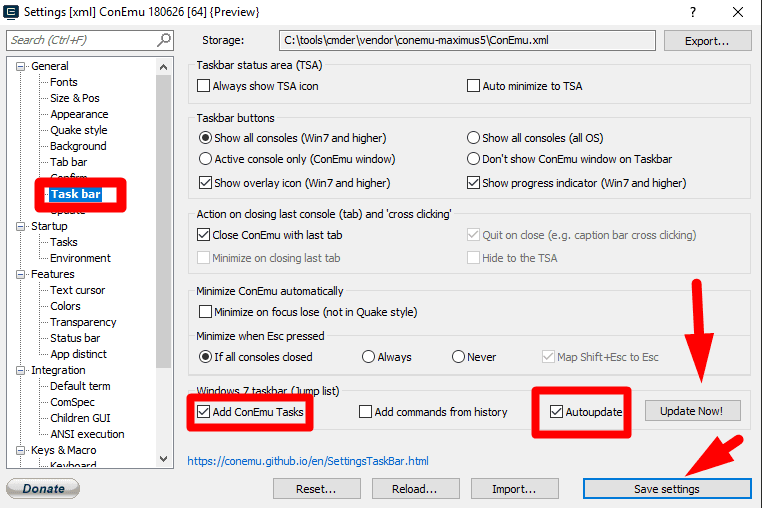 Settings [xml] ConEmu 180626 [64] {Preview}
?
Search (Ctrl+F)
Storage:
C:\tools\cmder\vendor\conemu-maximus5\ConEmu.xml
Export...
General
Fonts
Size & Pos
Appearance
Quake style
Background
Tab bar
Confirm
Task bar
Update
Startup
Tasks
Environment
Features
Text cursor
Colors
Transparency
Status bar
App distinct
Integration
Default term
ComSpec
Children GUI
ANSI execution
Keys & Macro
Keyboard
Taskbar status area (TSA)
Always show TSA icon
Auto minimize to TSA
Taskbar buttons
Show all consoles (Win7 and higher)
Show all consoles (all OS)
Active console only (ConEmu window)
Don't show ConEmu window on Taskbar
Show overlay icon (Win7 and higher)
Show progress indicator (Win7 and higher)
Action on closing last console (tab) and 'cross clicking'
Close ConEmu with last tab
Quit on close (e.g. caption bar cross clicking)
Minimize on closing last tab
Hide to the TSA
Minimize ConEmu automatically
Minimize on focus lose (not in Quake style)
Minimize when Esc pressed
If all consoles closed
Always
Never
Map Shift+Esc to Esc
Windows 7 taskbar (Jump list)
Add ConEmu Tasks
Add commands from history
Autoupdate
Update Now!
https://conemu.github.io/en/SettingsTaskBar.html
Donate
Reset...
Reload...
Import...
Save settings